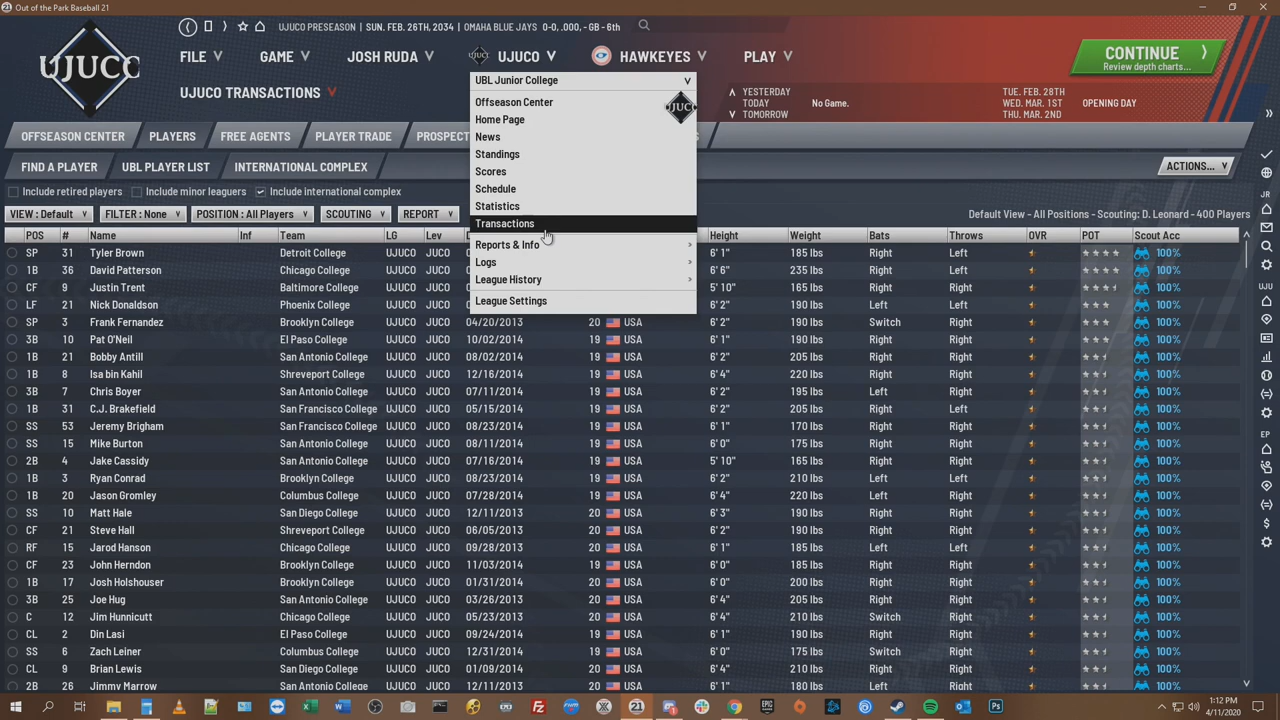 Out of the Park Baseball 21
UJUCO PRESEASON | SUN. FEB. 26TH, 2034 | OMAHA BLUE JAYS 0-0, .000, - GB - 6th
UJUCO
FILE GAME JOSH RUDA UJUCO HAWKEYES PLAY
CONTINUE
Review depth charts...
UJUCO TRANSACTIONS
UBL Junior College
YESTERDAY
TODAY
TOMORROW
No Game.
TUE. FEB. 28TH
WED. MAR. 1ST OPENING DAY
THU. MAR. 2ND
OFFSEASON CENTER PLAYERS FREE AGENTS PLAYER TRADE PROSPECT
FIND A PLAYER UBL PLAYER LIST INTERNATIONAL COMPLEX ACTIONS...
Include retired players Include minor leaguers Include international complex
VIEW : Default FILTER : None POSITION : All Players SCOUTING REPORT
Default View - All Positions - Scouting: D. Leonard - 400 Players
Offseason Center
Home Page
News
Standings
Scores
Schedule
Statistics
Transactions
Reports & Info
Logs
League History
League Settings
POS # Name Inf Team LG Lev Height Weight Bats Throws OVR POT Scout Acc
SP 31 Tyler Brown Detroit College UJUCO JUCO 6' 1" 185 lbs Right Left 100%
1B 36 David Patterson Chicago College UJUCO JUCO 6' 6" 235 lbs Right Right 100%
CF 9 Justin Trent Baltimore College UJUCO JUCO 5' 10" 165 lbs Right Right 100%
LF 21 Nick Donaldson Phoenix College UJUCO JUCO 6' 2" 190 lbs Left Left 100%
SP 3 Frank Fernandez Brooklyn College UJUCO JUCO 04/20/2013 20 USA 6' 2" 190 lbs Switch Right 100%
3B 10 Pat O'Neil El Paso College UJUCO JUCO 10/02/2014 19 USA 6' 1" 190 lbs Right Right 100%
1B 21 Bobby Antill San Antonio College UJUCO JUCO 08/02/2014 19 USA 6' 2" 205 lbs Right Left 100%
1B 8 Isa bin Kahil Shreveport College UJUCO JUCO 12/16/2014 19 USA 6' 4" 220 lbs Right Right 100%
3B 7 Chris Boyer San Antonio College UJUCO JUCO 07/11/2014 19 USA 6' 2" 195 lbs Left Right 100%
1B 31 C.J. Brakefield San Francisco College UJUCO JUCO 05/15/2014 19 USA 6' 2" 205 lbs Right Left 100%
SS 53 Jeremy Brigham San Francisco College UJUCO JUCO 08/23/2014 19 USA 6' 1" 170 lbs Right Right 100%
SS 15 Mike Burton San Antonio College UJUCO JUCO 08/11/2014 19 USA 6' 0" 175 lbs Right Right 100%
2B 4 Jake Cassidy San Antonio College UJUCO JUCO 07/16/2014 19 USA 5' 10" 165 lbs Right Right 100%
1B 3 Ryan Conrad Brooklyn College UJUCO JUCO 08/23/2014 19 USA 6' 2" 210 lbs Right Left 100%
1B 20 Jason Gromley Columbus College UJUCO JUCO 07/28/2014 19 USA 6' 4" 220 lbs Right Left 100%
SS 10 Matt Hale San Diego College UJUCO JUCO 12/11/2013 20 USA 6' 3" 190 lbs Right Right 100%
CF 21 Steve Hall Shreveport College UJUCO JUCO 06/05/2013 20 USA 6' 2" 190 lbs Right Right 100%
RF 15 Jarod Hanson Chicago College UJUCO JUCO 09/28/2013 20 USA 6' 1" 185 lbs Left Left 100%
CF 23 John Herndon Brooklyn College UJUCO JUCO 11/03/2013 20 USA 6' 0" 185 lbs Right Right 100%
1B 17 Josh Holshouser Brooklyn College UJUCO JUCO 01/31/2014 20 USA 6' 0" 200 lbs Right Left 100%
3B 25 Joe Hug Brooklyn College UJUCO JUCO 03/26/2014 20 USA 6' 4" 205 lbs Right Right 100%
C 12 Jim Hunnicutt Brooklyn College UJUCO JUCO 05/23/2013 20 USA 6' 4" 210 lbs Switch Right 100%
CL 2 Din Lasi El Paso College UJUCO JUCO 09/24/2014 19 USA 6' 1" 190 lbs Right Left 100%
SS 6 Zach Leiner Columbus College UJUCO JUCO 12/31/2014 19 USA 6' 0" 175 lbs Switch Right 100%
CL 9 Brian Lewis San Diego College UJUCO JUCO 01/09/2014 20 USA 6' 4" 210 lbs Right Right 100%
2B 26 Jimmy Marrow San Antonio College UJUCO JUCO 12/11/2013 20 USA 6' 0" 190 lbs Left Right 100%
JR
UJU
EP
1:12 PM
4/11/2020